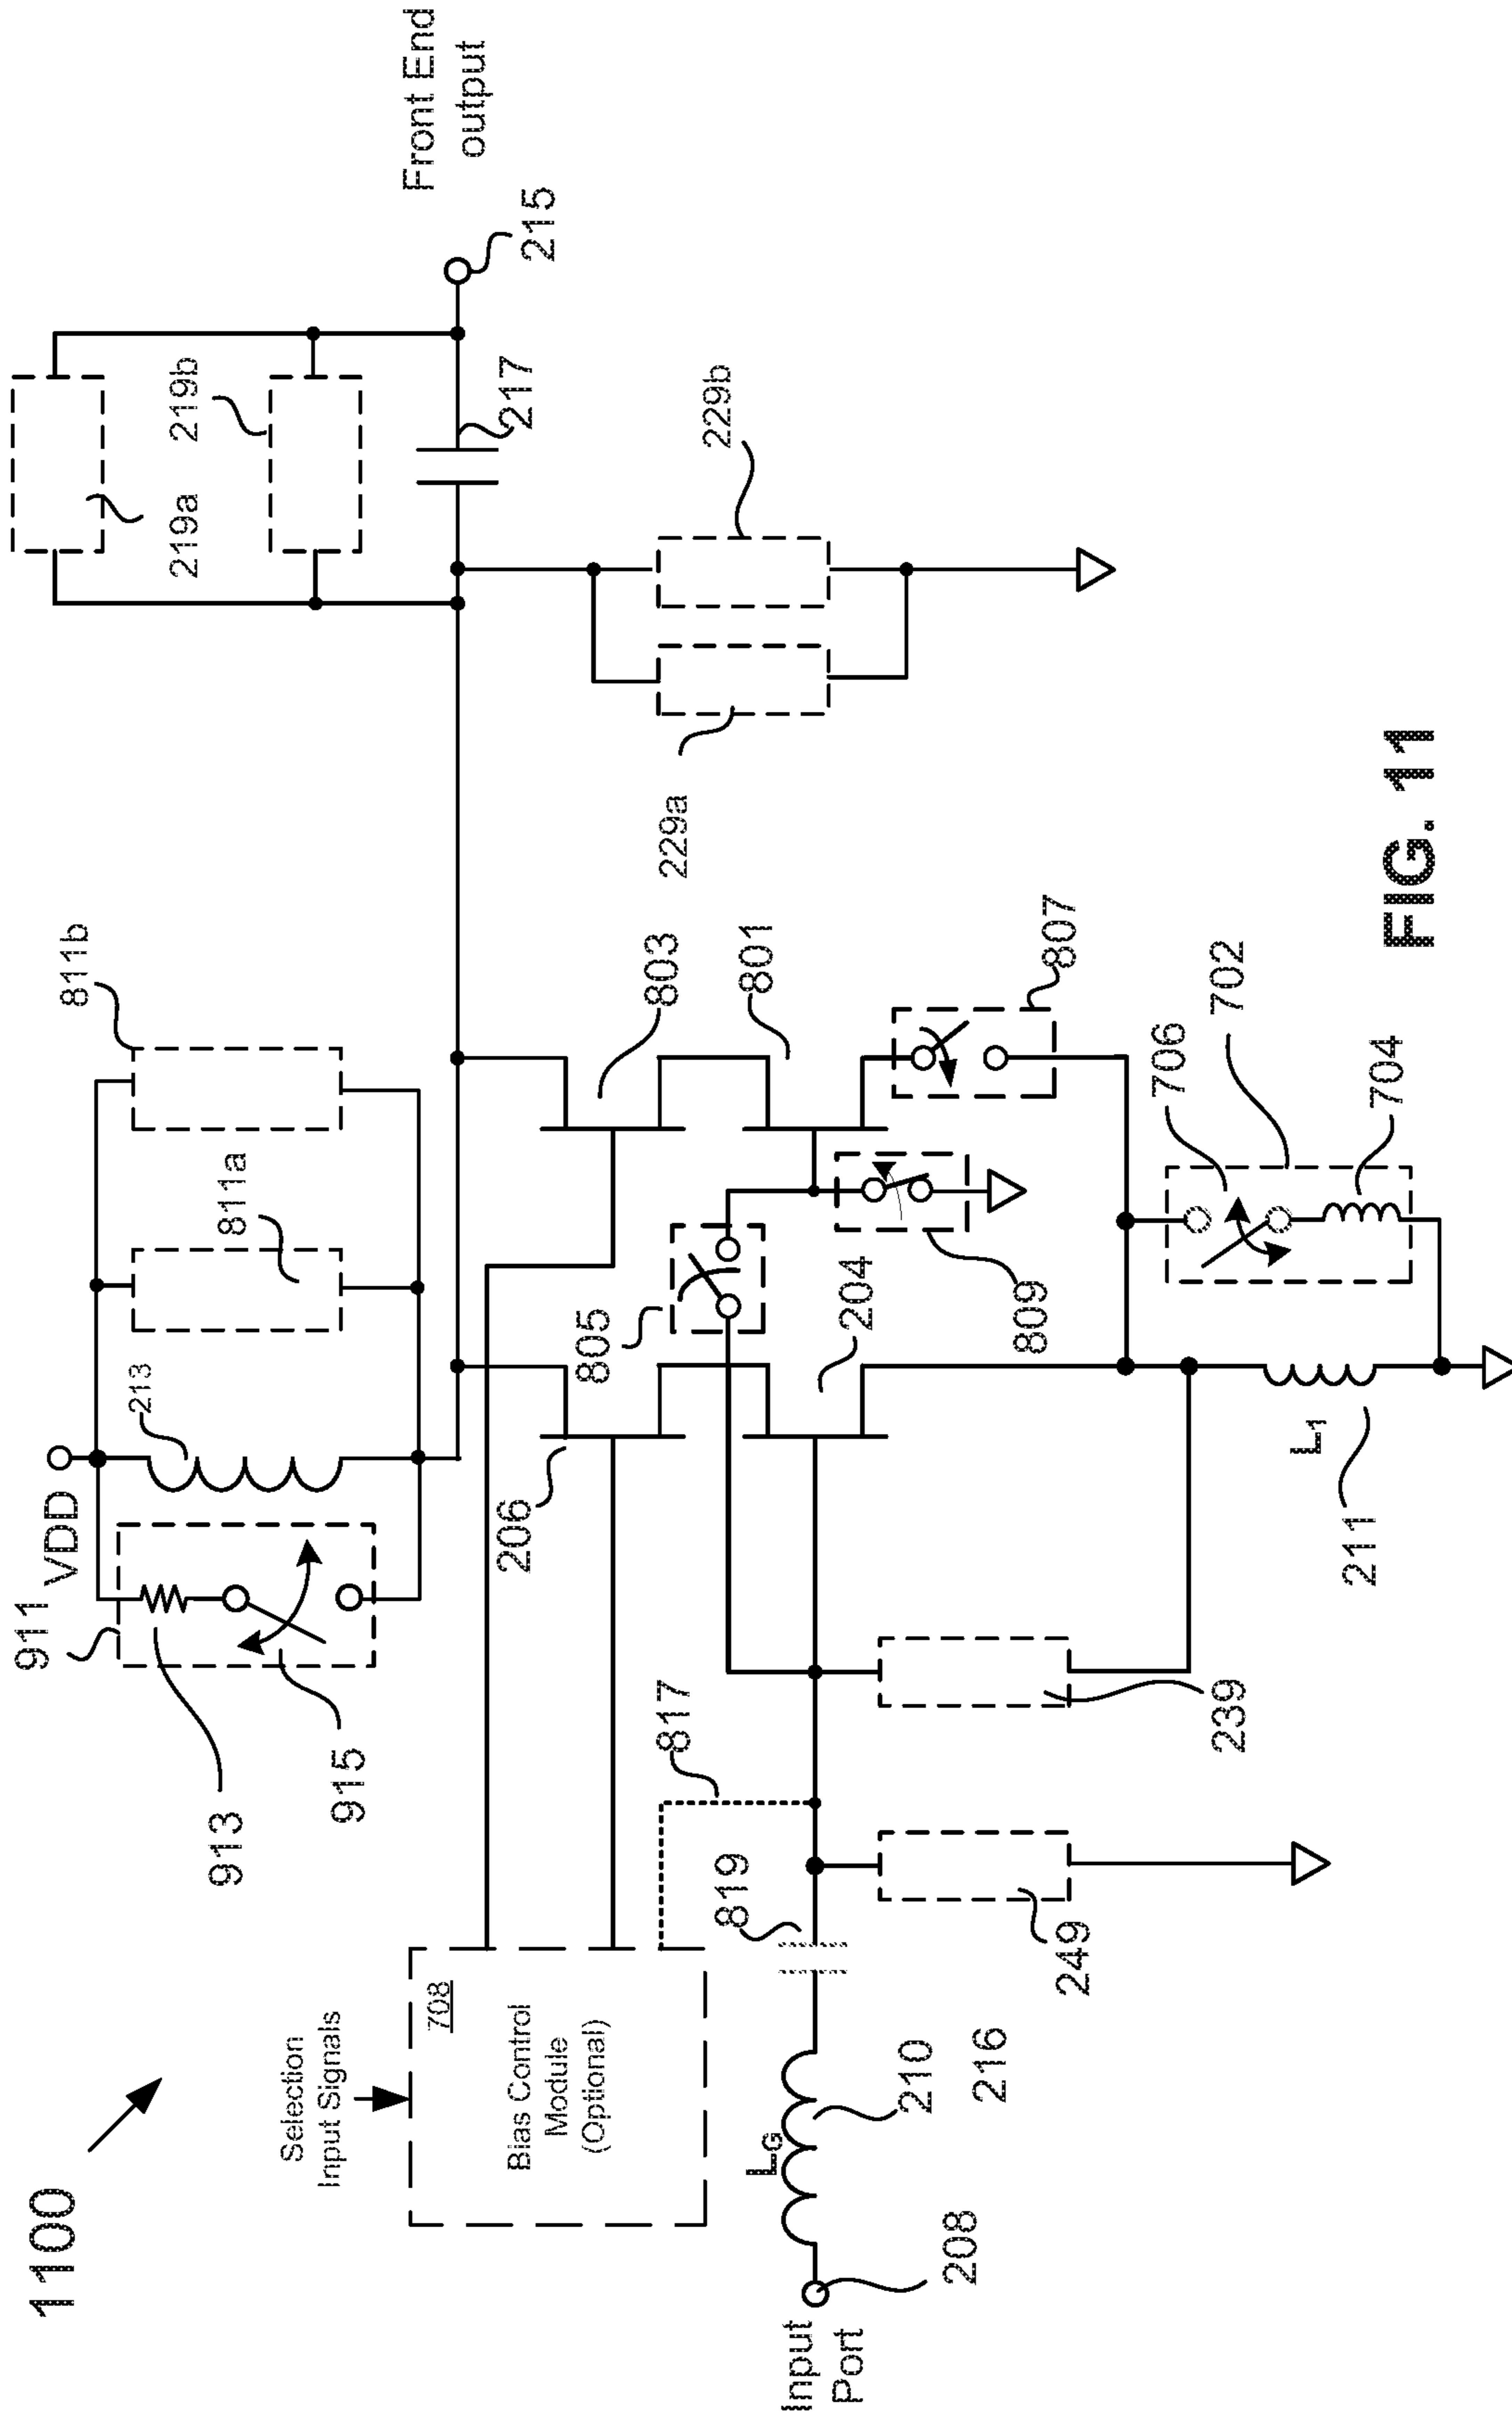 1100
911
VDD
213
811a
811b
913
915
219a
219b
Front End
output
215
217
Selection
Input Signals
708
Bias Control
Module
(Optional)
206
805
803
801
229a
229b
817
819
204
809
807
Input
Port
208
LG
210
216
249
239
L1
211
706
702
704
FIG. 11